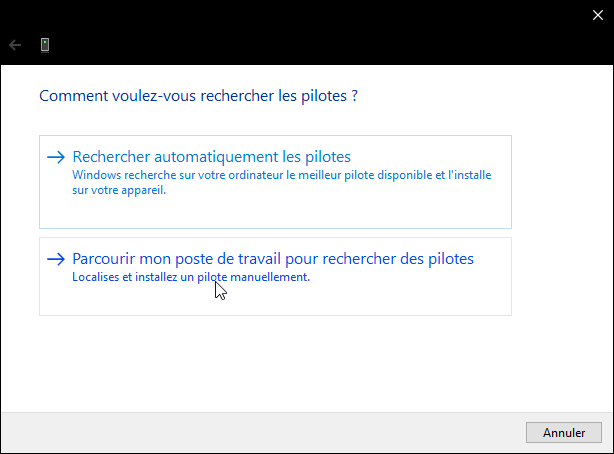 Comment voulez-vous rechercher les pilotes ?
Rechercher automatiquement les pilotes
Windows recherche sur votre ordinateur le meilleur pilote disponible et l'installe
sur votre appareil.
Parcourir mon poste de travail pour rechercher des pilotes
Localises et installez un pilote manuellement.
Annuler